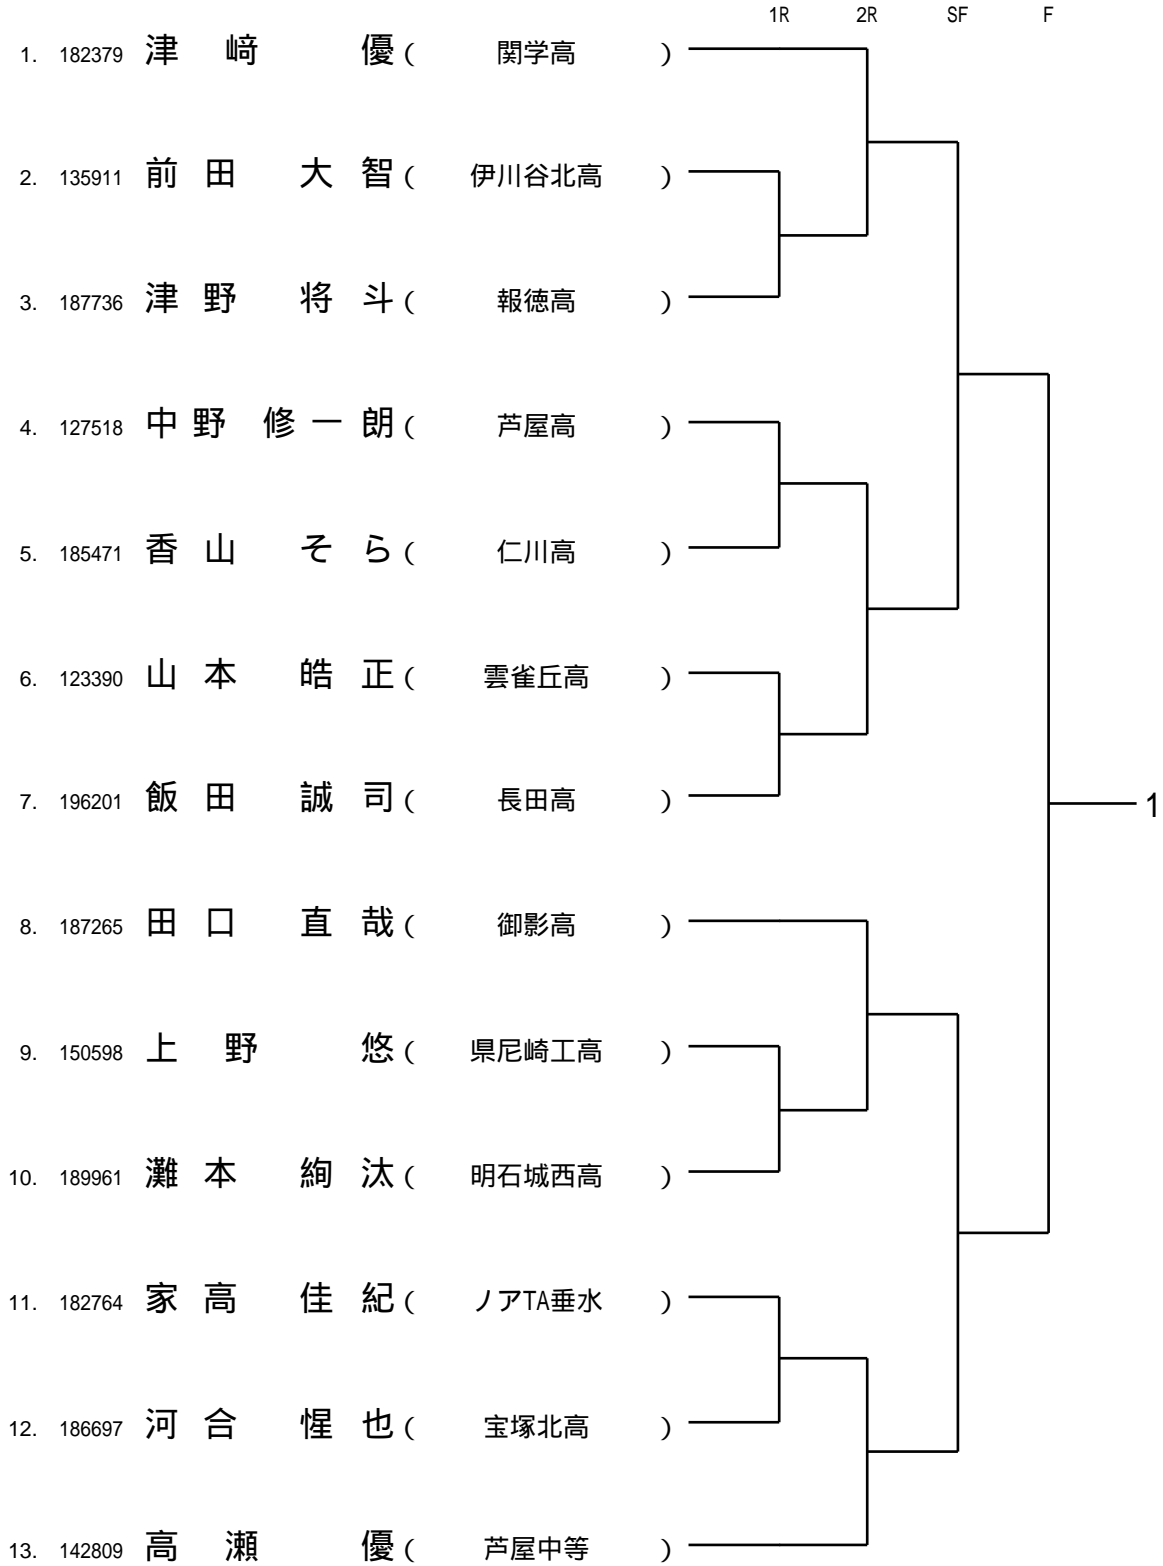 1R 2R SF F
1. 182379 津﨑 優 ( 関学高 )
2. 135911 前田 大智 ( 伊川谷北高 )
3. 187736 津野 将斗 ( 報徳高 )
4. 127518 中野 修一朗 ( 芦屋高 )
5. 185471 香山 そら ( 仁川高 )
6. 123390 山本 皓正 ( 雲雀丘高 )
7. 196201 飯田 誠司 ( 長田高 )
1
8. 187265 田口 直哉 ( 御影高 )
9. 150598 上野 悠 ( 県尼崎工高 )
10. 189961 灘本 絢汰 ( 明石城西高 )
11. 182764 家高 佳紀 ( ノアTA垂水 )
12. 186697 河合 惺也 ( 宝塚北高 )
13. 142809 高瀬 優 ( 芦屋中等 )